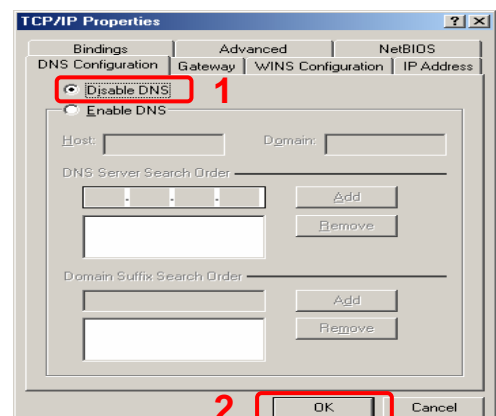 TCP/IP Properties ? X
Bindings Advanced NetBIOS
DNS Configuration Gateway WINS Configuration IP Address
Disable DNS 1
Enable DNS
Host: Domain:
DNS Server Search Order
. . . Add
Remove
Domain Suffix Search Order
Add
Remove
2 OK Cancel